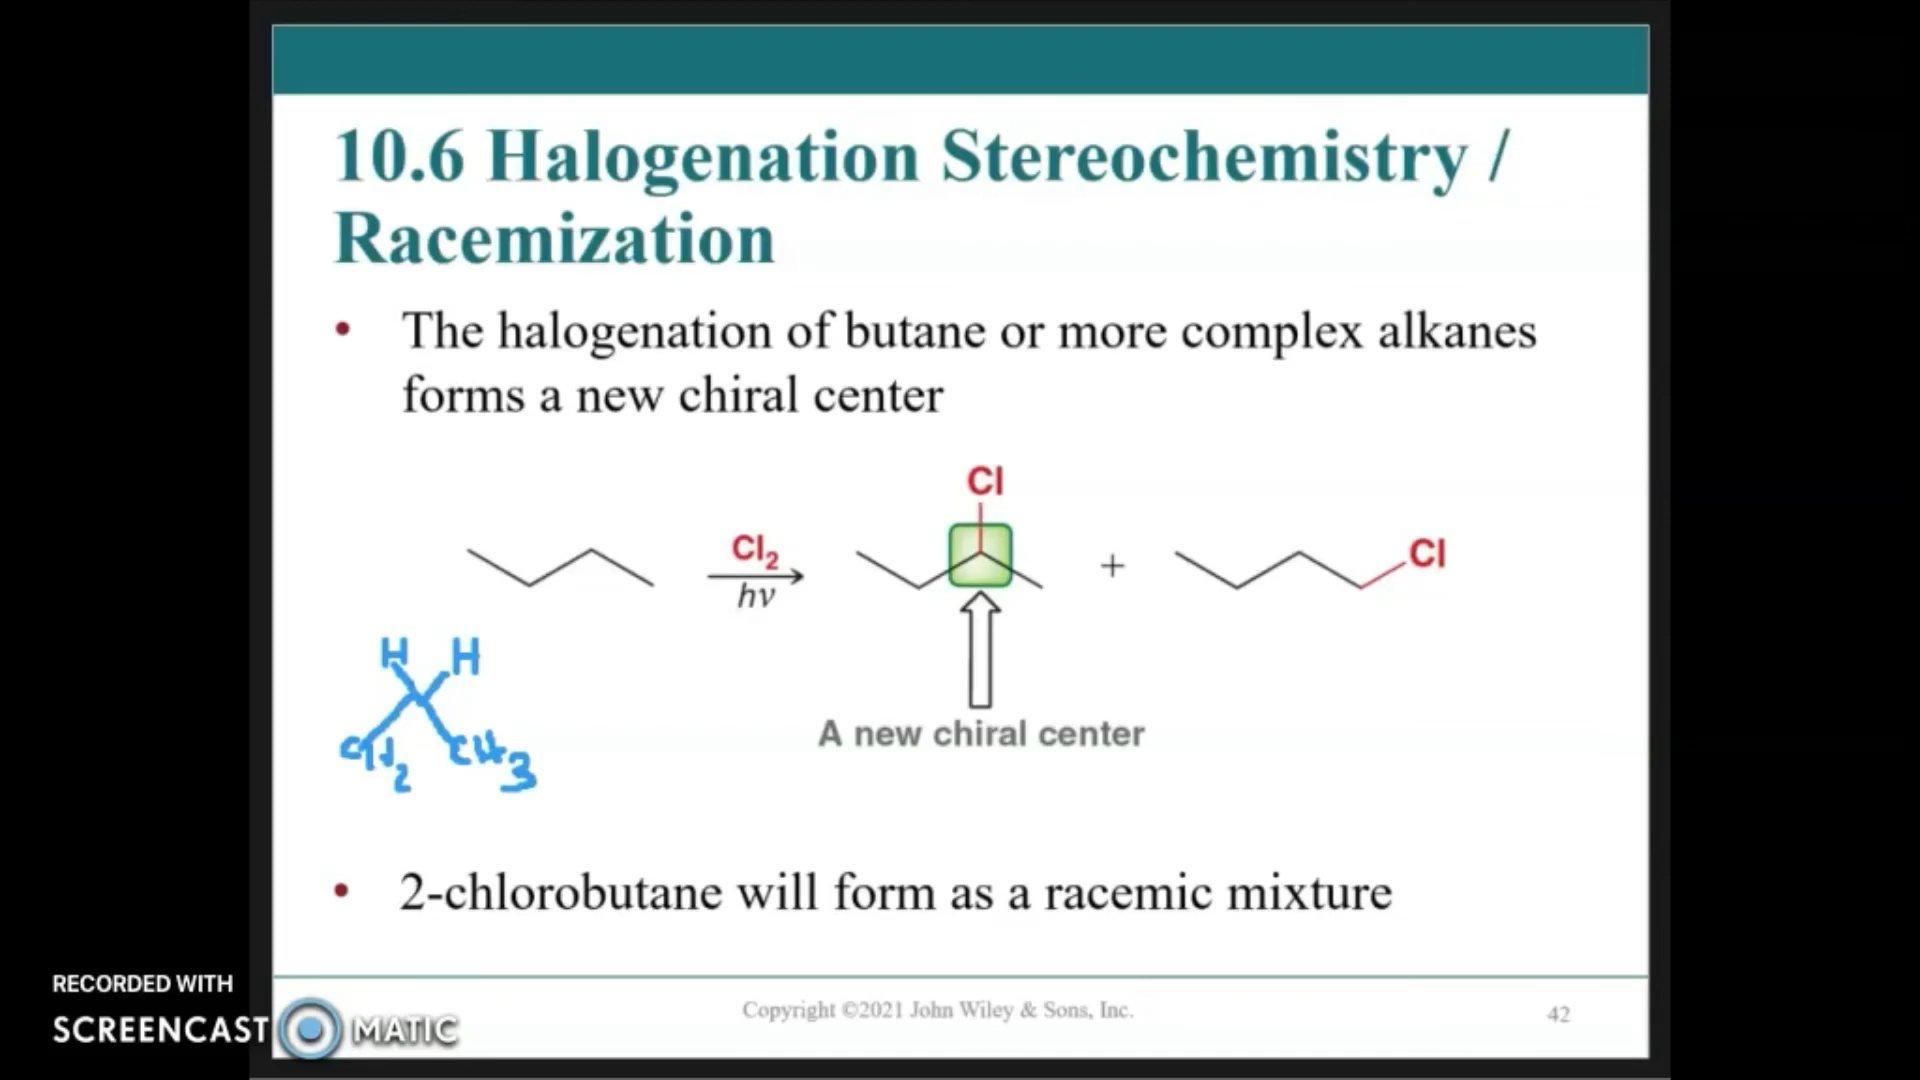 10.6 Halogenation Stereochemistry /
Racemization
• The halogenation of butane or more complex alkanes
forms a new chiral center
Cl
Cl₂
hν
+
Cl
H H
CH₂ CH₃
A new chiral center
• 2-chlorobutane will form as a racemic mixture
RECORDED WITH
SCREENCAST MATIC
Copyright ©2021 John Wiley & Sons, Inc.
42